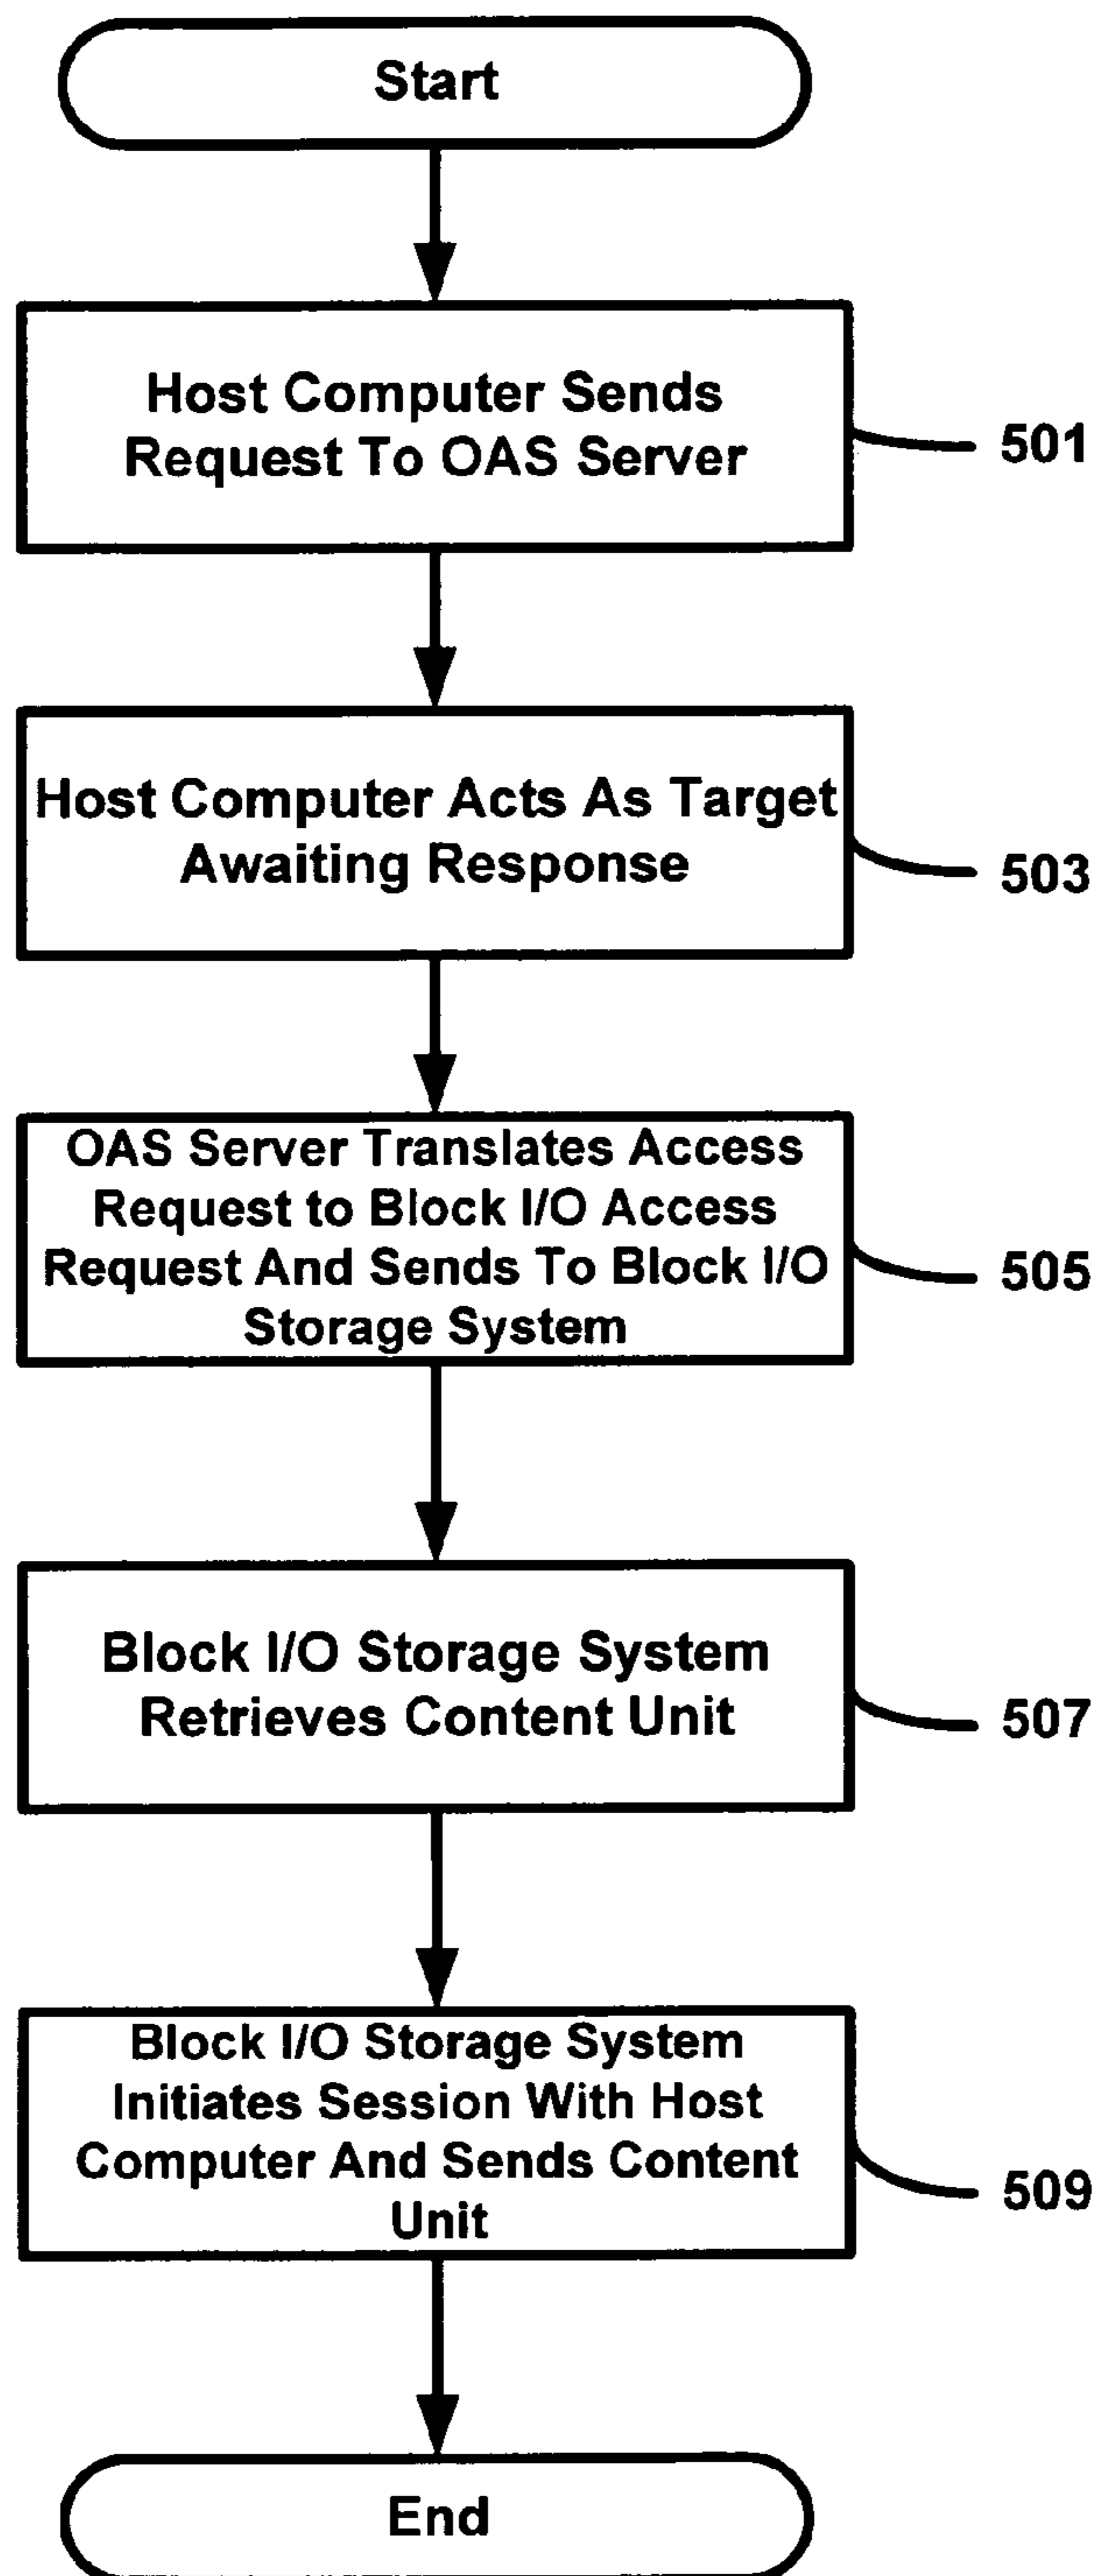 Start
Host Computer Sends
Request To OAS Server
501
Host Computer Acts As Target
Awaiting Response
503
OAS Server Translates Access
Request to Block I/O Access
Request And Sends To Block I/O
Storage System
505
Block I/O Storage System
Retrieves Content Unit
507
Block I/O Storage System
Initiates Session With Host
Computer And Sends Content
Unit
509
End